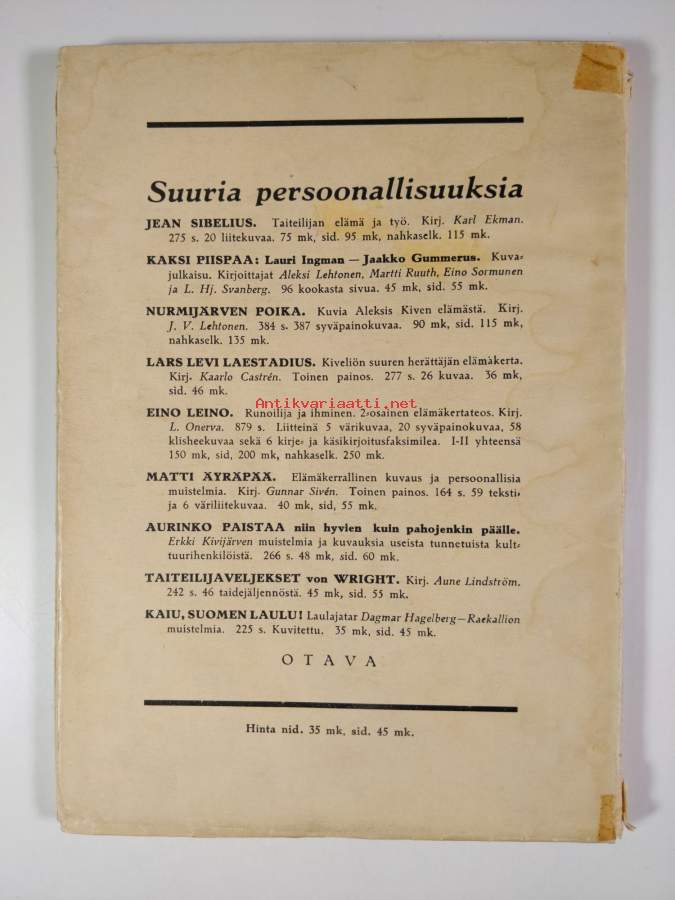 Suuria persoonallisuuksia
JEAN SIBELIUS. Taiteilijan elämä ja työ. Kirj. Karl Ekman.
275 s. 20 liitekuvaa. 75 mk, sid. 95 mk, nahkaselk. 115 mk.
KAKSI PIISPAA: Lauri Ingman — Jaakko Gummerus. Kuva-
julkaisu. Kirjoittajat Aleksi Lehtonen, Martti Ruuth, Eino Sormunen
ja L. Hj. Svanberg. 96 kookasta sivua. 45 mk, sid. 55 mk.
NURMIJÄRVEN POIKA. Kuvia Aleksis Kiven elämästä. Kirj.
J. V. Lehtonen. 384 s. 387 syväpainokuvaa. 90 mk, sid. 115 mk,
nahkaselk. 135 mk.
LARS LEVI LAESTADIUS. Kiveliön suuren herättäjän elämäkerta.
Kirj. Kaarlo Castrén. Toinen painos. 277 s. 26 kuvaa. 36 mk,
sid. 46 mk.
Antikvariaatti.net
EINO LEINO. Runoilija ja ihminen. 2-osainen elämäkertateos. Kirj.
L. Onerva. 879 s. Liitteinä 5 värikuvaa, 20 syväpainokuvaa, 58
klisheekuvaa sekä 6 kirje- ja käsikirjoitusfaksimilea. I-II yhteensä
150 mk, sid, 200 mk, nahkaselk. 250 mk.
MATTI ÄYRÄPÄÄ. Elämäkerrallinen kuvaus ja persoonallisia
muistelmia. Kirj. Gunnar Sivén. Toinen painos. 164 s. 59 teksti-
ja 6 väriliitekuvaa. 40 mk, sid, 55 mk.
AURINKO PAISTAA niin hyvien kuin pahojenkin päälle.
Erkki Kivijärven muistelmia ja kuvauksia useista tunnetuista kult-
tuurihenkilöistä. 266 s. 48 mk, sid. 60 mk.
TAITEILIJAVELJEKSET von WRIGHT. Kirj. Aune Lindström.
242 s. 46 taidejäljennöstä. 45 mk, sid. 55 mk.
KAIU, SUOMEN LAULU! Laulajatar Dagmar Hagelberg—Raekallion
muistelmia. 225 s. Kuvitettu. 35 mk, sid. 45 mk.
OTAVA
Hinta nid. 35 mk, sid. 45 mk.